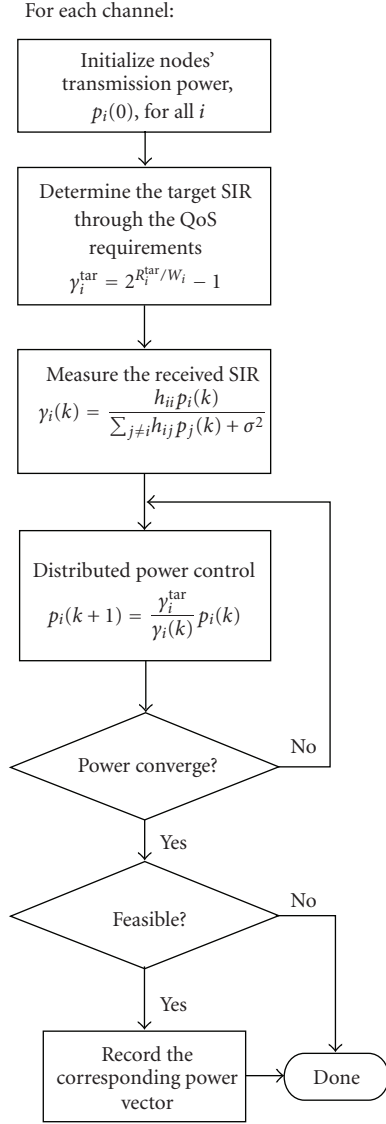 For each channel:
Initialize nodes'
transmission power,
p_i(0), for all i
Determine the target SIR
through the QoS
requirements
γ_i^tar = 2^{R_i^tar/W_i} − 1
Measure the received SIR
γ_i(k) = h_ii p_i(k) / (∑_{j≠i} h_ij p_j(k) + σ²)
Distributed power control
p_i(k + 1) = (γ_i^tar / γ_i(k)) p_i(k)
Power converge?
No
Yes
Feasible?
No
Yes
Record the
corresponding power
vector
Done